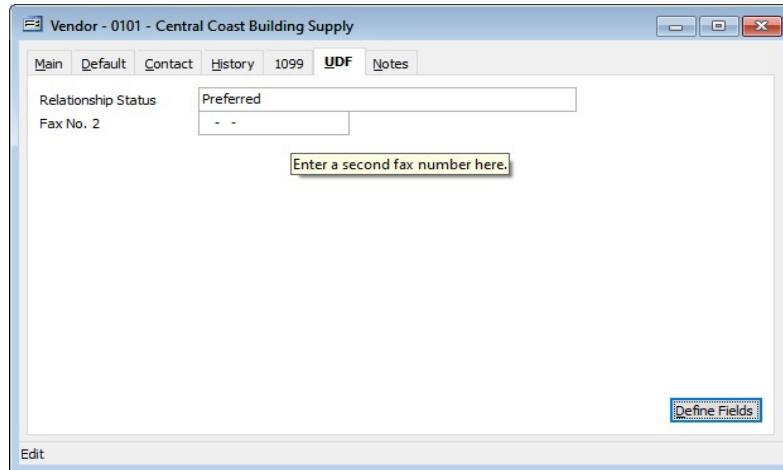 Vendor - 0101 - Central Coast Building Supply
Main Default Contact History 1099 UDF Notes
Relationship Status Preferred
Fax No. 2 - -
Enter a second fax number here.
Define Fields
Edit